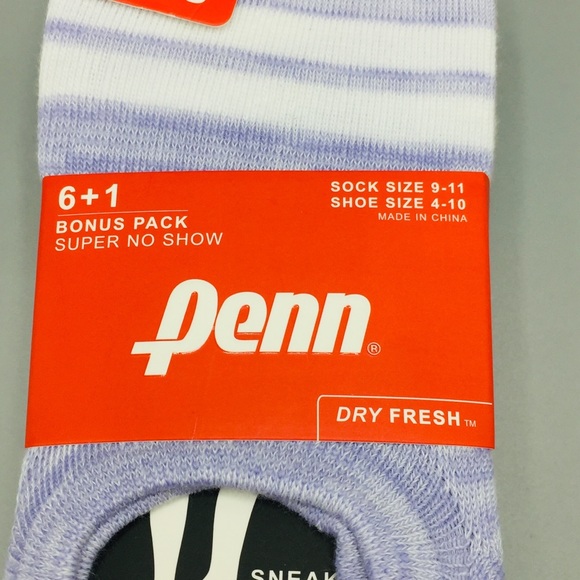 6+1
BONUS PACK
SUPER NO SHOW
SOCK SIZE 9-11
SHOE SIZE 4-10
MADE IN CHINA
Penn®
DRY FRESH™
SNEAK